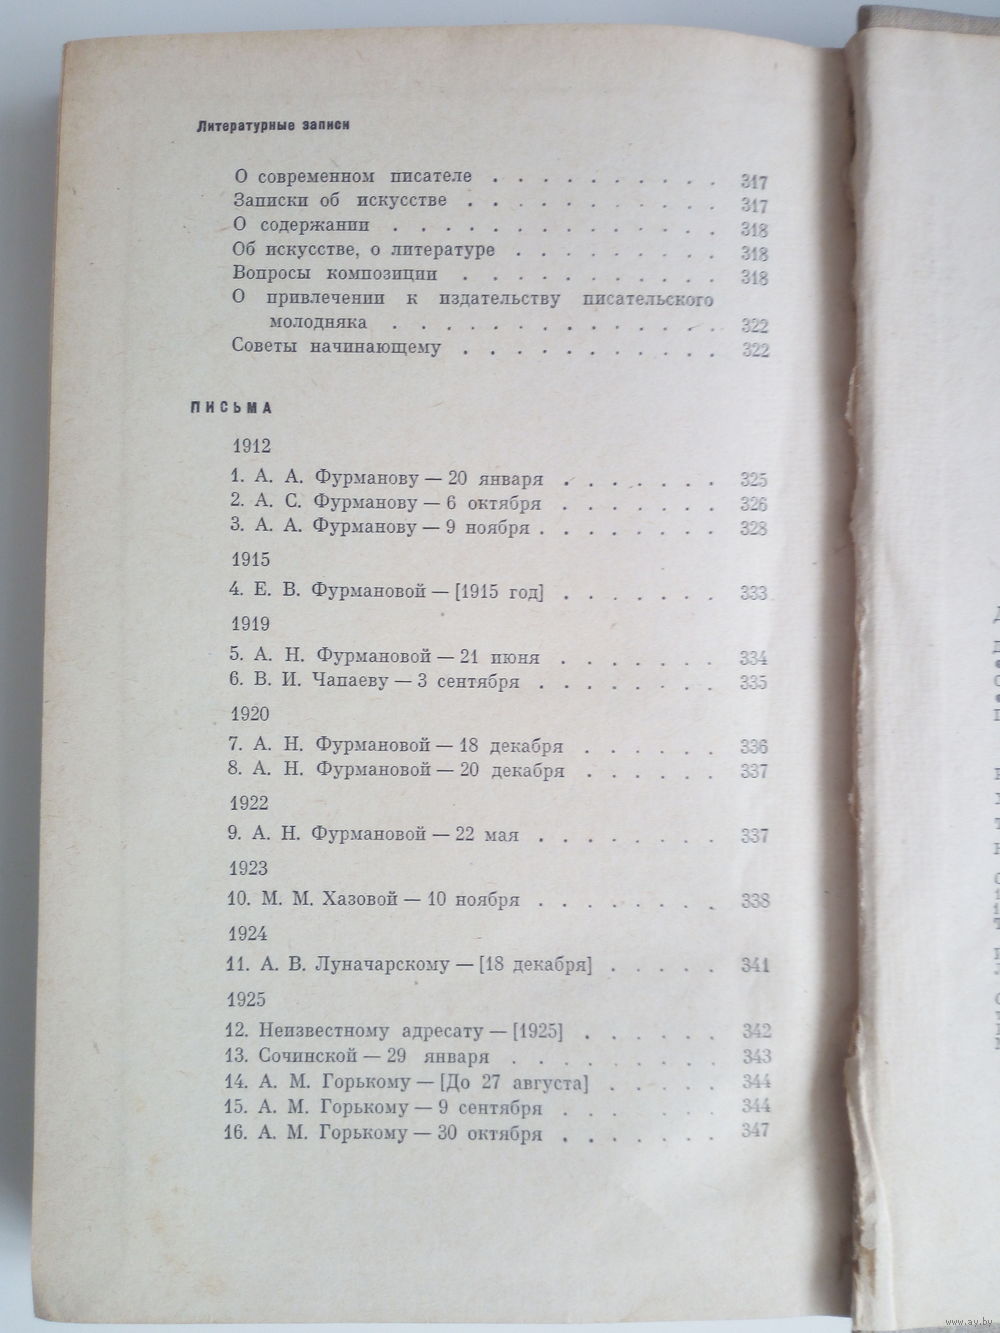 Литературные записи
О современном писателе . . . . . . . . . . 317
Записки об искусстве . . . . . . . . . . . 317
О содержании . . . . . . . . . . . . . 318
Об искусстве, о литературе . . . . . . . . . 318
Вопросы композиции . . . . . . . . . . 318
О привлечении к издательству писательского
молодняка . . . . . . . . . . . . . 322
Советы начинающему . . . . . . . . . . 322
ПИСЬМА
1912
1. А. А. Фурманову — 20 января . . . . . . . 325
2. А. С. Фурманову — 6 октября . . . . . . . 326
3. А. А. Фурманову — 9 ноября . . . . . . . . 328
1915
4. Е. В. Фурмановой — [1915 год] . . . . . . . 333
1919
5. А. Н. Фурмановой — 21 июня . . . . . . . 334
6. В. И. Чапаеву — 3 сентября . . . . . . . . 335
1920
7. А. Н. Фурмановой — 18 декабря . . . . . . 336
8. А. Н. Фурмановой — 20 декабря . . . . . . 337
1922
9. А. Н. Фурмановой — 22 мая . . . . . . . . 337
1923
10. М. М. Хазовой — 10 ноября . . . . . . . . 338
1924
11. А. В. Луначарскому — [18 декабря] . . . . . 341
1925
12. Неизвестному адресату — [1925] . . . . . . 342
13. Сочинской — 29 января . . . . . . . . . 343
14. А. М. Горькому — [До 27 августа] . . . . . 344
15. А. М. Горькому — 9 сентября . . . . . . . 344
16. А. М. Горькому — 30 октября . . . . . . . 347
www.ay.by